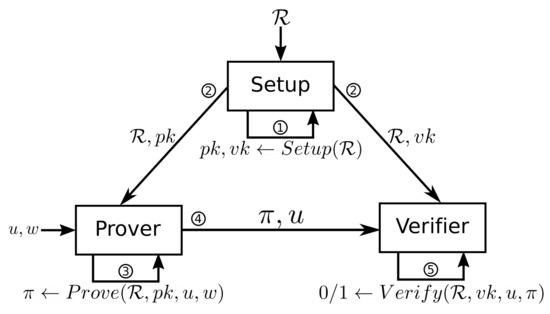 ℛ
Setup
② ②
①
ℛ, pk ℛ, vk
pk, vk ← Setup(ℛ)
u, w Prover ④ π, u Verifier
③ ⑤
π ← Prove(ℛ, pk, u, w) 0/1 ← Verify(ℛ, vk, u, π)